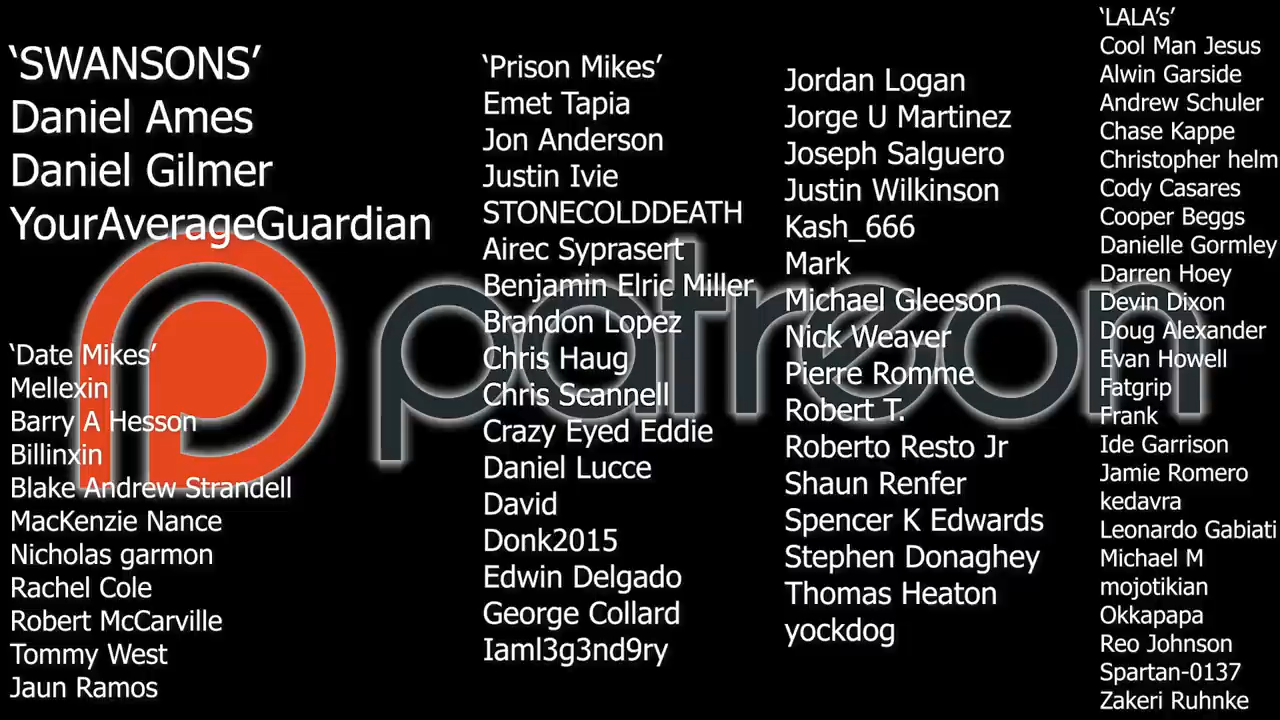 ‘SWANSONS’
Daniel Ames
Daniel Gilmer
YourAverageGuardian
‘Date Mikes’
Mellexin
Barry A Hesson
Billinxin
Blake Andrew Strandell
MacKenzie Nance
Nicholas garmon
Rachel Cole
Robert McCarville
Tommy West
Jaun Ramos
‘Prison Mikes’
Emet Tapia
Jon Anderson
Justin Ivie
STONECOLDDEATH
Airec Syprasert
Benjamin Elric Miller
Brandon Lopez
Chris Haug
Chris Scannell
Crazy Eyed Eddie
Daniel Lucce
David
Donk2015
Edwin Delgado
George Collard
Iaml3g3nd9ry
Jordan Logan
Jorge U Martinez
Joseph Salguero
Justin Wilkinson
Kash_666
Mark
Michael Gleeson
Nick Weaver
Pierre Romme
Robert T.
Roberto Resto Jr
Shaun Renfer
Spencer K Edwards
Stephen Donaghey
Thomas Heaton
yockdog
‘LALA’s’
Cool Man Jesus
Alwin Garside
Andrew Schuler
Chase Kappe
Christopher helm
Cody Casares
Cooper Beggs
Danielle Gormley
Darren Hoey
Devin Dixon
Doug Alexander
Evan Howell
Fatgrip
Frank
Ide Garrison
Jamie Romero
kedavra
Leonardo Gabiati
Michael M
mojotikian
Okkapapa
Reo Johnson
Spartan-0137
Zakeri Ruhnke
patreon